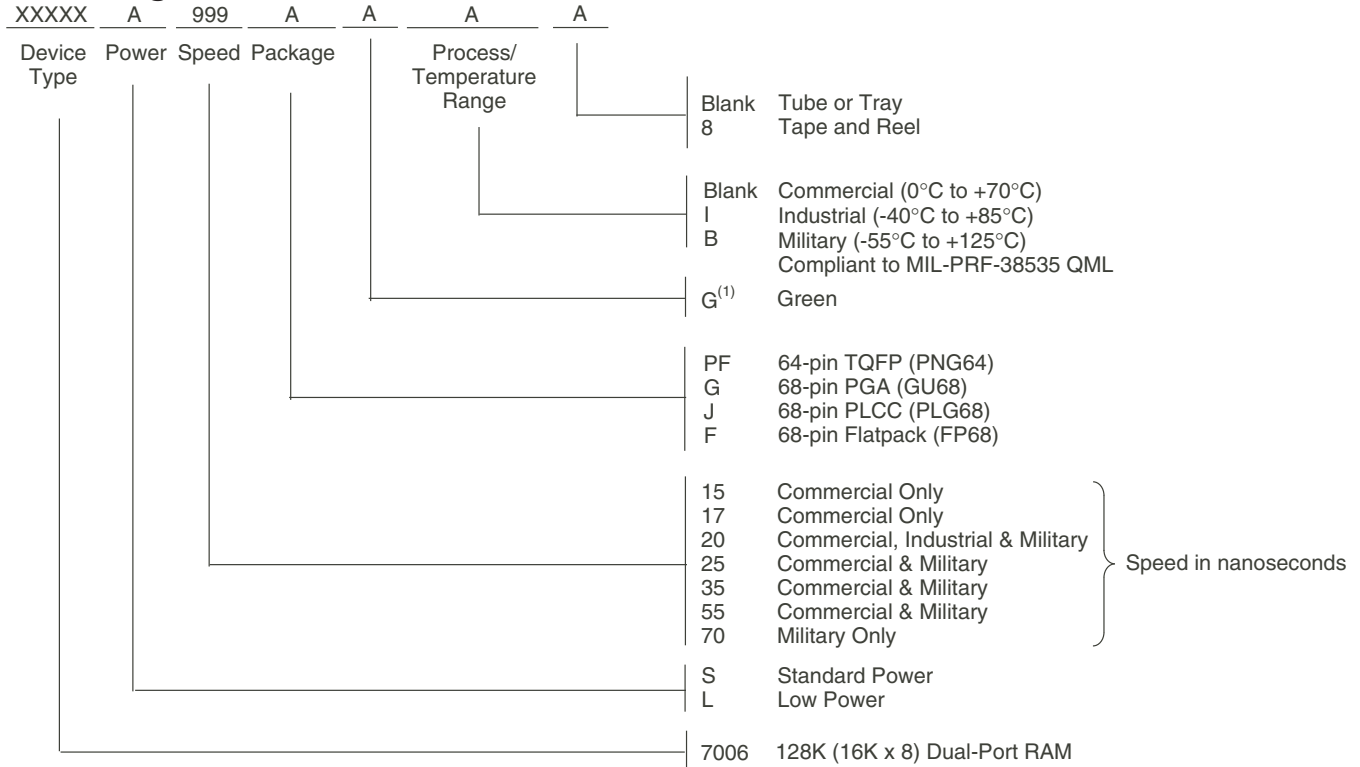 XXXXX A 999 A A A A
Device Type Power Speed Package Process/ Temperature Range
Blank Tube or Tray
8 Tape and Reel
Blank Commercial (0°C to +70°C)
I Industrial (-40°C to +85°C)
B Military (-55°C to +125°C)
Compliant to MIL-PRF-38535 QML
G(1) Green
PF 64-pin TQFP (PNG64)
G 68-pin PGA (GU68)
J 68-pin PLCC (PLG68)
F 68-pin Flatpack (FP68)
15 Commercial Only
17 Commercial Only
20 Commercial, Industrial & Military
25 Commercial & Military
35 Commercial & Military
55 Commercial & Military
70 Military Only
Speed in nanoseconds
S Standard Power
L Low Power
7006 128K (16K x 8) Dual-Port RAM